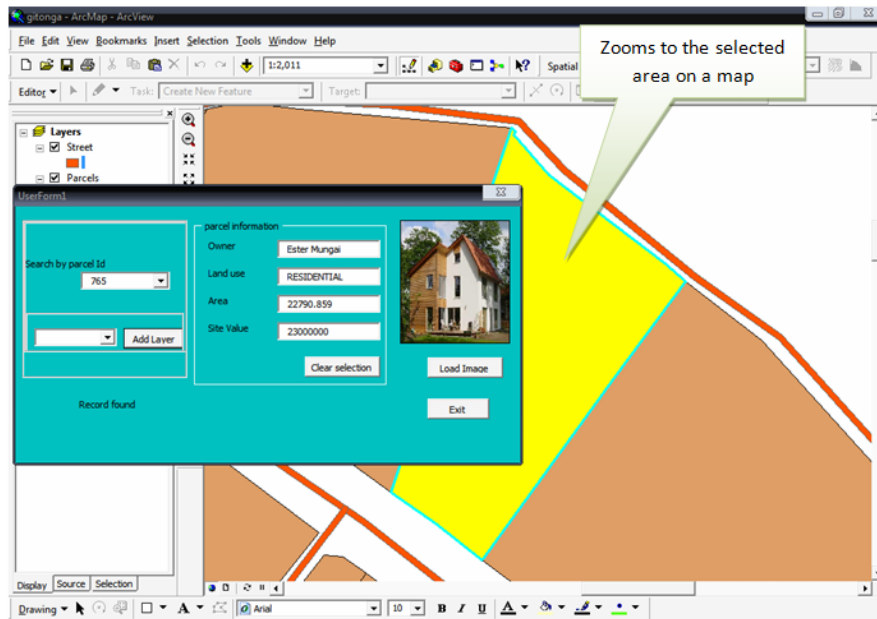 gitonga - ArcMap - ArcView
File Edit View Bookmarks Insert Selection Tools Window Help
1:2,011
Spatial
Editor
Task: Create New Feature
Target:
Zooms to the selected
area on a map
Layers
Street
Parcels
UserForm1
Search by parcel Id
765
Add Layer
Record found
parcel information
Owner
Ester Mungai
Land use
RESIDENTIAL
Area
22790.859
Site Value
23000000
Clear selection
Load Image
Exit
Display Source Selection
Drawing
A
Arial
10
B I U A